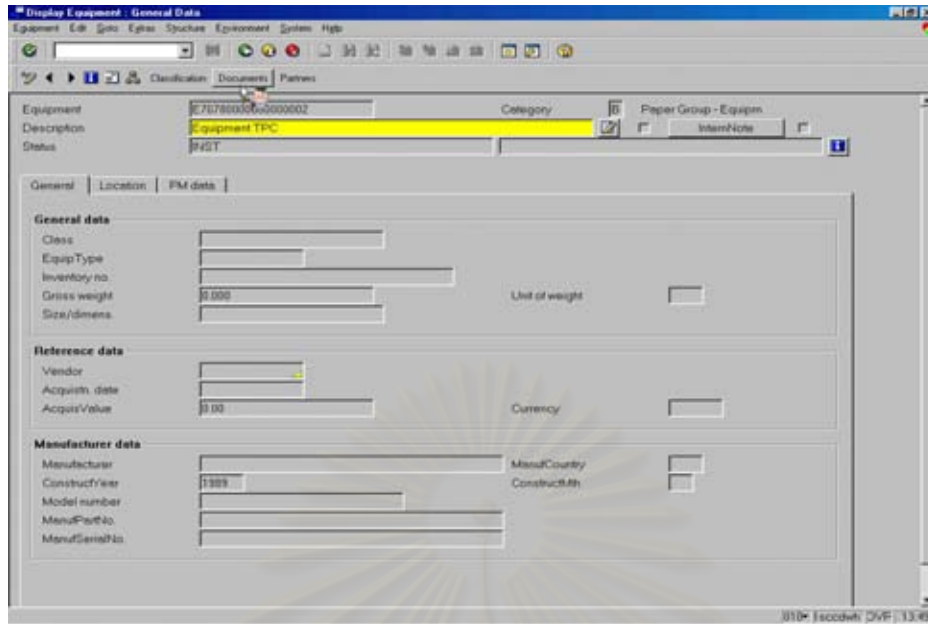 Display Equipment : General Data
Equipment Edit Goto Extras Structure Environment System Help
Classification Documents Partners
Equipment Category Paper Group - Equipm
Description Equipment TPC InternNote
Status INST
General Location PM data
General data
Class
EquipType
Inventory no.
Gross weight 0.000 Unit of weight
Size/dimens.
Reference data
Vendor
Acquistn. date
AcquisValue 0.00 Currency
Manufacturer data
Manufacturer ManufCountry
ConstructYear 1989 ConstructMth
Model number
ManufPartNo.
ManufSerialNo.